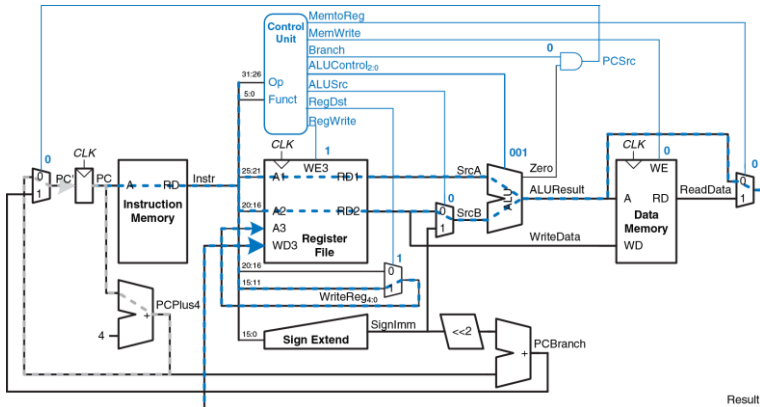 MemtoReg
Control
Unit
MemWrite
Branch
0
ALUControl2:0
PCSrc
31:26
Op
ALUSrc
5:0
Funct
RegDst
RegWrite
CLK
CLK
CLK
0
1
001
0
0
WE3
WE
0
PC'
PC
A
RD
Instr
25:21
A1
RD1
SrcA
Zero
0
1
Instruction
Memory
20:16
A2
RD2
0
0
SrcB
ALU
ALUResult
A
RD
ReadData
1
1
A3
Data
Memory
WD3
Register
File
WriteData
WD
20:16
0
1
15:11
1
WriteReg4:0
PCPlus4
SignImm
4
+
15:0
Sign Extend
<<2
PCBranch
+
Result